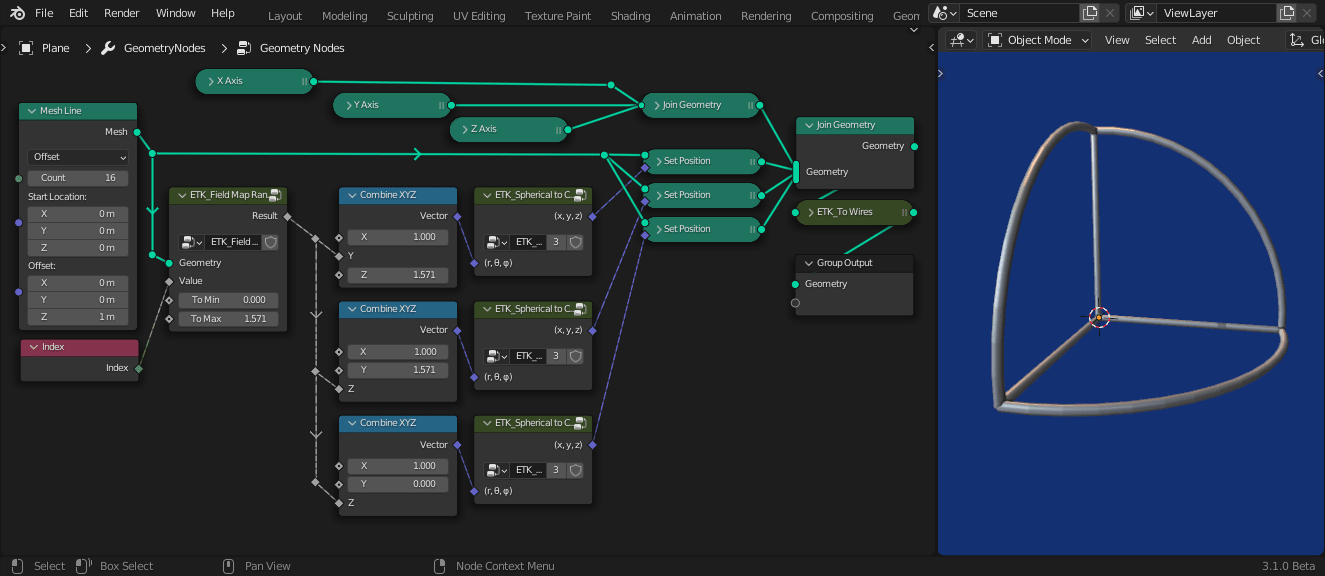 File Edit Render Window Help Layout Modeling Sculpting UV Editing Texture Paint Shading Animation Rendering Compositing Geom Scene ViewLayer
Plane GeometryNodes Geometry Nodes
Object Mode View Select Add Object Gl
X Axis
Y Axis
Z Axis
Join Geometry
Mesh Line
Mesh
Offset
Count 16
Start Location:
X 0 m
Y 0 m
Z 0 m
Offset:
X 0 m
Y 0 m
Z 1 m
Index
Index
ETK_Field Map Ran
Result
ETK_Field ...
Geometry
Value
To Min 0.000
To Max 1.571
Combine XYZ
Vector
X 1.000
Y
Z 1.571
Combine XYZ
Vector
X 1.000
Y 1.571
Z
Combine XYZ
Vector
X 1.000
Y 0.000
Z
ETK_Spherical to C...
(x, y, z)
ETK_... 3
(r, θ, φ)
ETK_Spherical to C...
(x, y, z)
ETK_... 3
(r, θ, φ)
ETK_Spherical to C...
(x, y, z)
ETK_... 3
(r, θ, φ)
Set Position
Set Position
Set Position
Join Geometry
Geometry
Geometry
ETK_To Wires
Group Output
Geometry
Select Box Select Pan View Node Context Menu 3.1.0 Beta